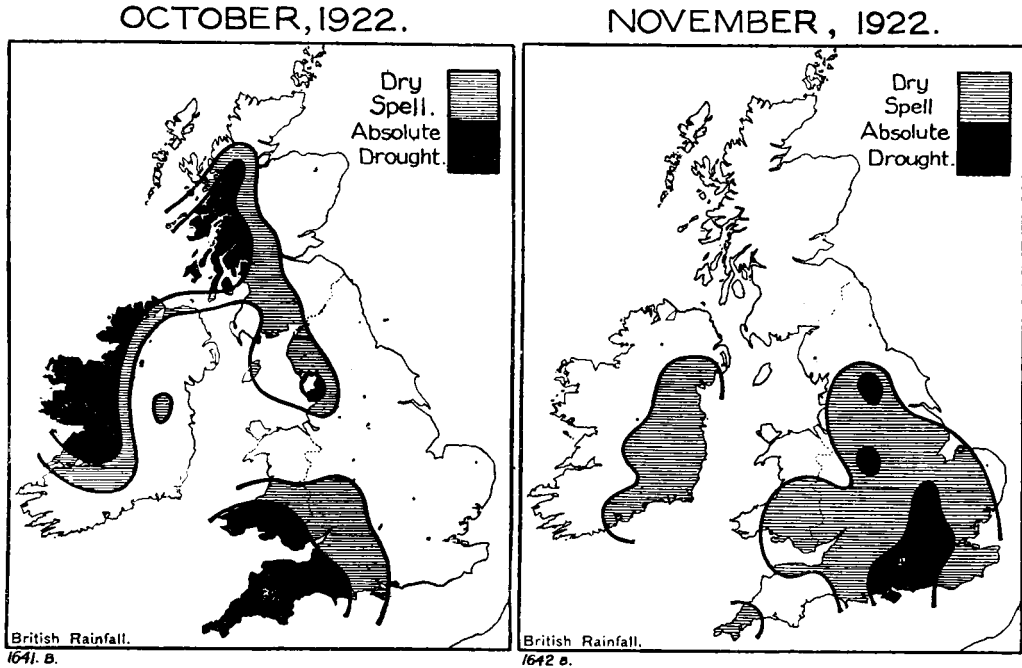 OCTOBER, 1922.
Dry
Spell.
Absolute
Drought.
British Rainfall.
1641. B.
NOVEMBER, 1922.
Dry
Spell
Absolute
Drought.
British Rainfall.
1642 B.